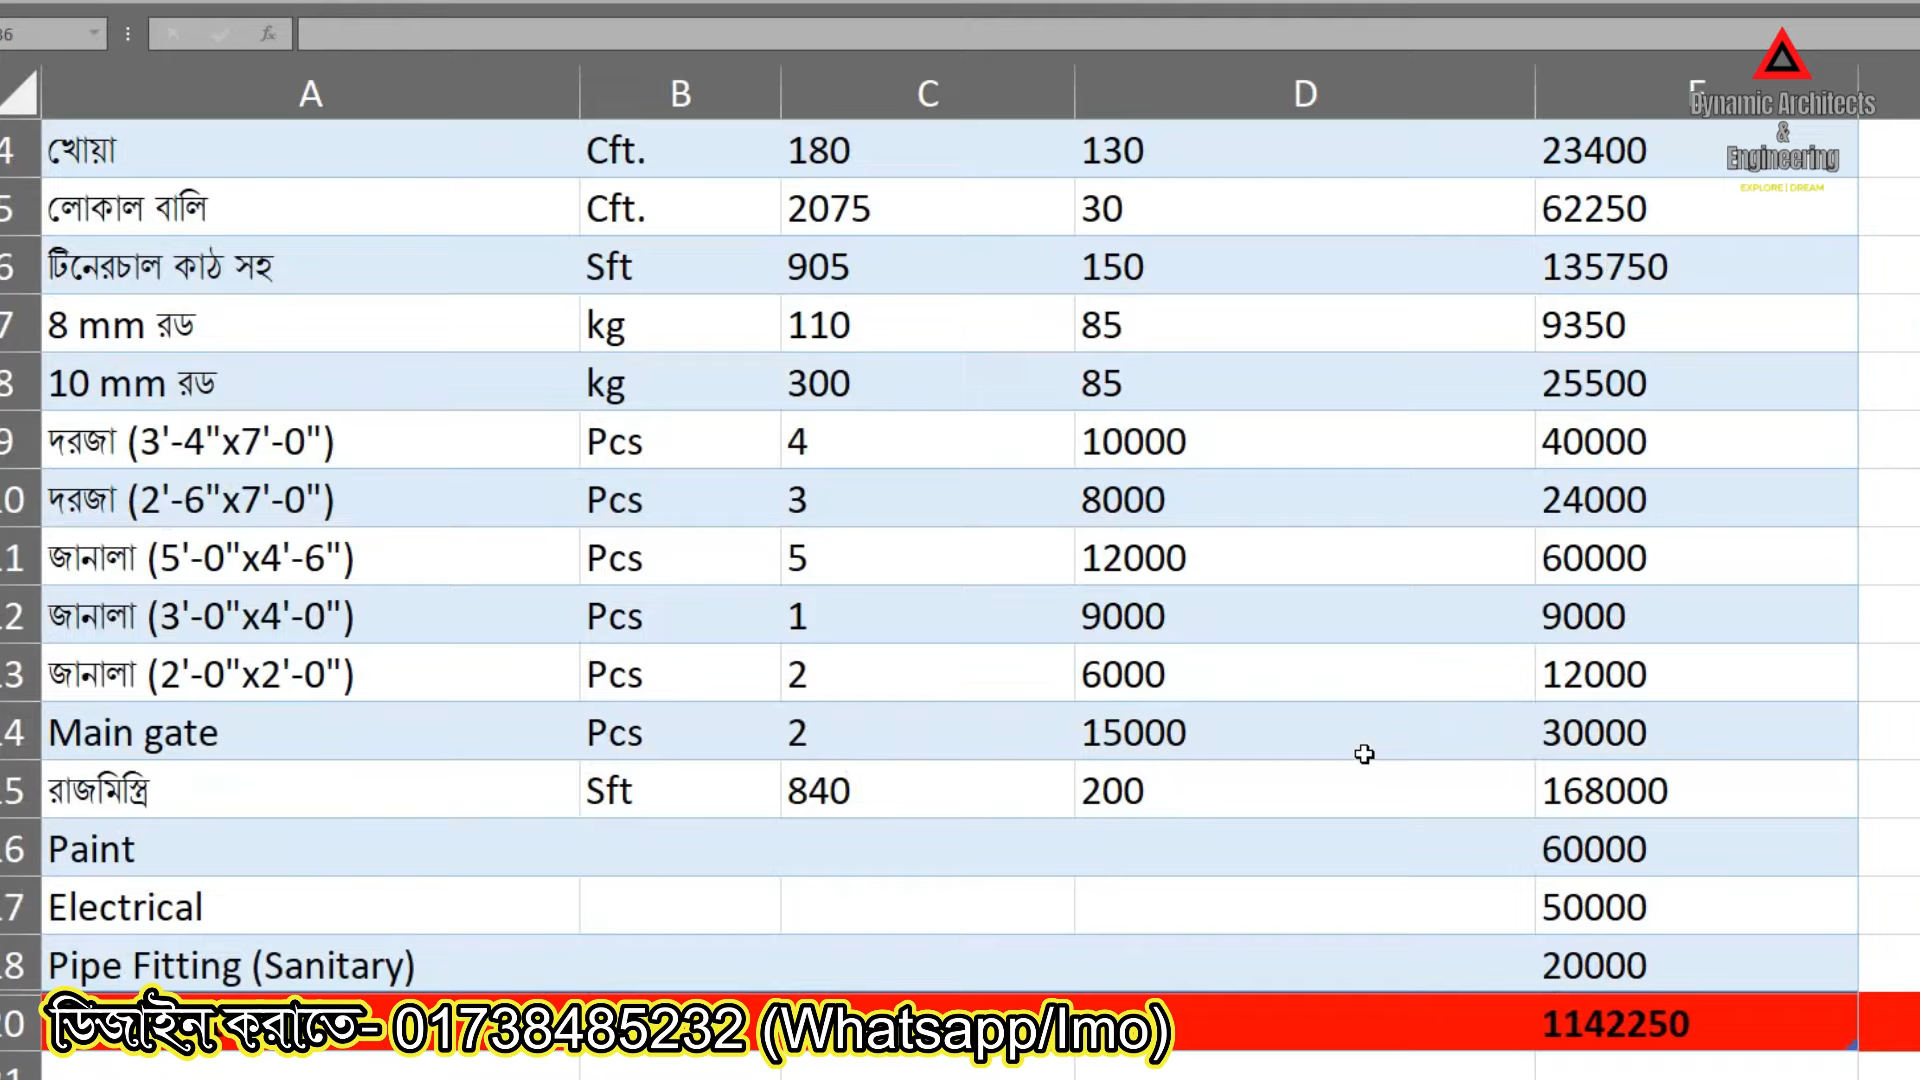 36 fx
A B C D E
Dynamic Architects
&
Engineering
EXPLORE | DREAM
4 খোয়া Cft. 180 130 23400
5 লোকাল বালি Cft. 2075 30 62250
6 টিনেরচাল কাঠ সহ Sft 905 150 135750
7 8 mm রড kg 110 85 9350
8 10 mm রড kg 300 85 25500
9 দরজা (3'-4"x7'-0") Pcs 4 10000 40000
10 দরজা (2'-6"x7'-0") Pcs 3 8000 24000
11 জানালা (5'-0"x4'-6") Pcs 5 12000 60000
12 জানালা (3'-0"x4'-0") Pcs 1 9000 9000
13 জানালা (2'-0"x2'-0") Pcs 2 6000 12000
14 Main gate Pcs 2 15000 30000
15 রাজমিস্ত্রি Sft 840 200 168000
16 Paint 60000
17 Electrical 50000
18 Pipe Fitting (Sanitary) 20000
20 ডিজাইন করাতে- 01738485232 (Whatsapp/Imo) 1142250